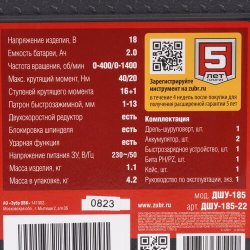 Напряжение изделия, В 18
Емкость батареи, Ач 2.0
Частота вращения, об/мин 0-400/0-1400
Макс. крутящий момент, Нм 40/20
Ступеней крутящего момента 16+1
Патрон быстрозажимной, мм 1-13
Двухскоростной редуктор есть
Блокировка шпинделя есть
Ударная функция есть
Напряжение питания ЗУ, В/Гц 230~/50
Масса изделия, кг 1.1
Масса в упаковке, кг 4.2
5
ЛЕТ
ГАРАНТИЯ
Зарегистрируйте
инструмент на zubr.ru
в течение 4 недель после покупки для
получения расширенной гарантии 5 лет
Комплектация
Дрель-шуруповерт, шт. 1
Аккумулятор, шт. 2
Быстрозарядное устройство, шт. 1
Бита PH/PZ, шт. 1
Кейс, шт. 1
Руководство по эксплуатации, экз. 1
0823
www.zubr.ru
мод. ДШУ-185
арт. ДШУ-185-22